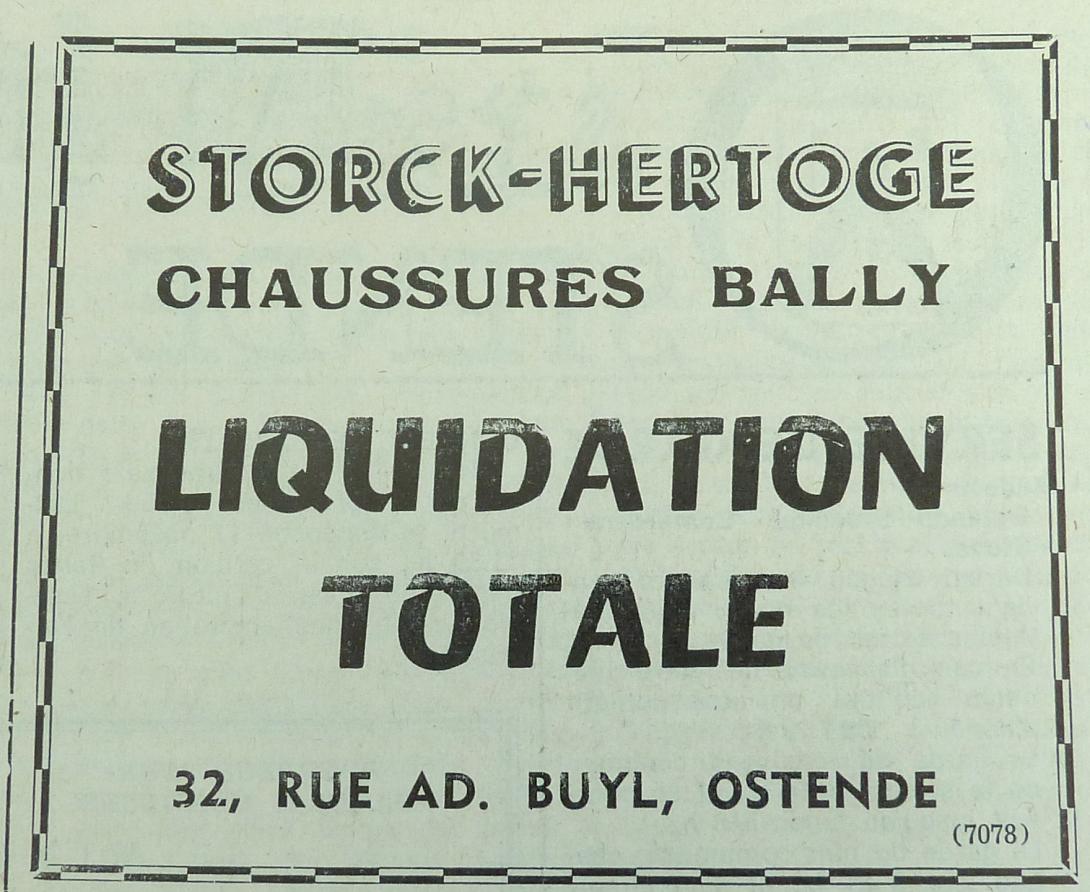 STORCK-HERTOGE
CHAUSSURES BALLY
LIQUIDATION
TOTALE
32, RUE AD. BUYL, OSTENDE
(7078)